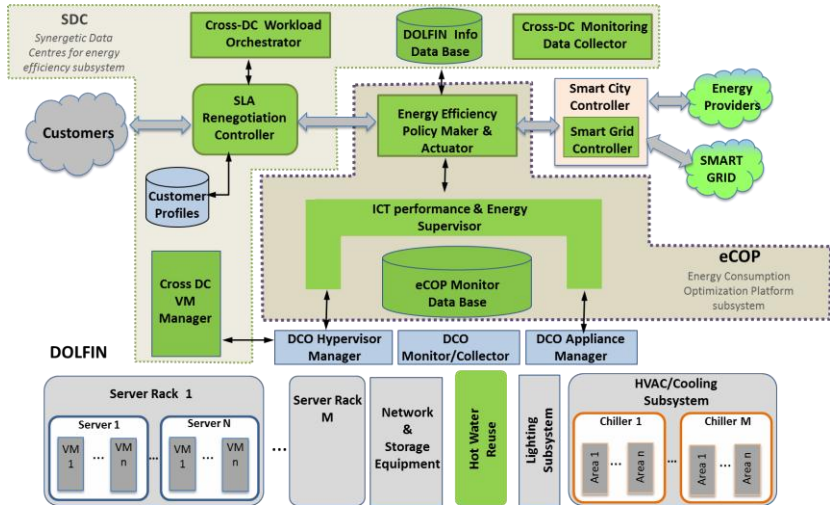 SDC
Synergetic Data
Centres for energy
efficiency subsystem
Cross-DC Workload
Orchestrator
DOLFIN Info
Data Base
Cross-DC Monitoring
Data Collector
Customers
SLA
Renegotiation
Controller
Energy Efficiency
Policy Maker &
Actuator
Smart City
Controller
Smart Grid
Controller
Energy
Providers
SMART
GRID
Customer
Profiles
ICT performance & Energy
Supervisor
Cross DC
VM
Manager
eCOP Monitor
Data Base
eCOP
Energy Consumption
Optimization Platform
subsystem
DOLFIN
DCO Hypervisor
Manager
DCO
Monitor/Collector
DCO Appliance
Manager
Server Rack 1
Server 1
VM
1
...
VM
n
...
Server N
VM
1
...
VM
n
...
Server Rack
M
Network
&
Storage
Equipment
Hot Water
Reuse
Lighting
Subsystem
HVAC/Cooling
Subsystem
Chiller 1
Area 1
...
Area n
...
Chiller M
Area 1
...
Area n